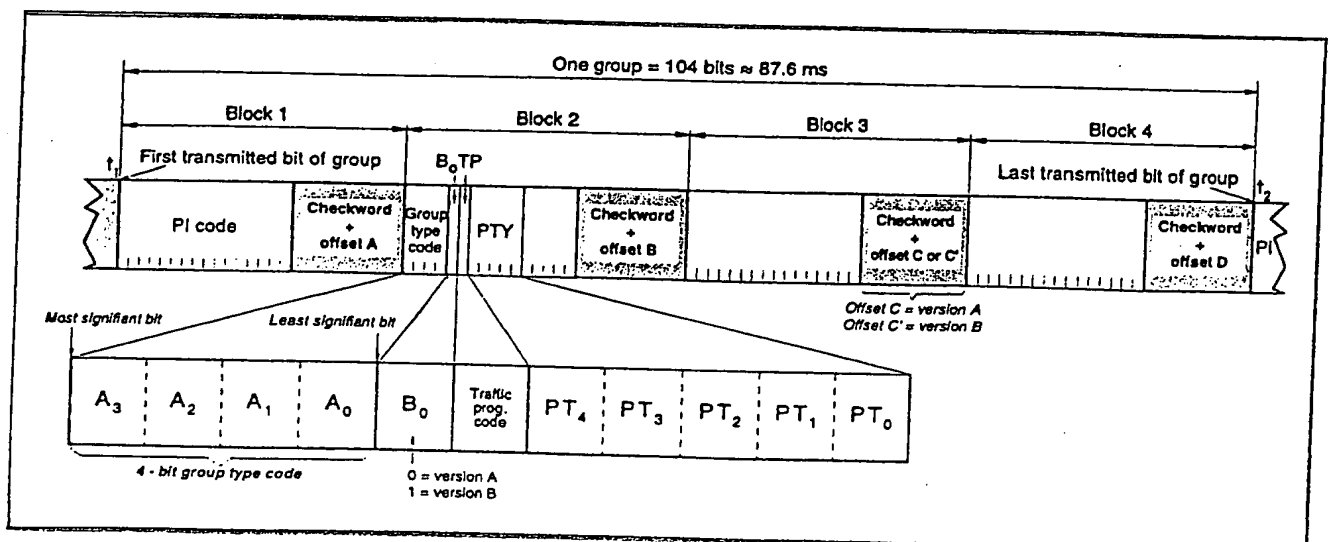 One group = 104 bits ≈ 87.6 ms
Block 1
Block 2
Block 3
Block 4
t1
First transmitted bit of group
B0 TP
Last transmitted bit of group
t2
PI code
Checkword
+
offset A
Group
type
code
PTY
Checkword
+
offset B
Checkword
+
offset C or C'
Checkword
+
offset D
PI
Offset C = version A
Offset C' = version B
Most signifiant bit
Least signifiant bit
A3
A2
A1
A0
B0
Traffic
prog.
code
PT4
PT3
PT2
PT1
PT0
4 - bit group type code
0 = version A
1 = version B